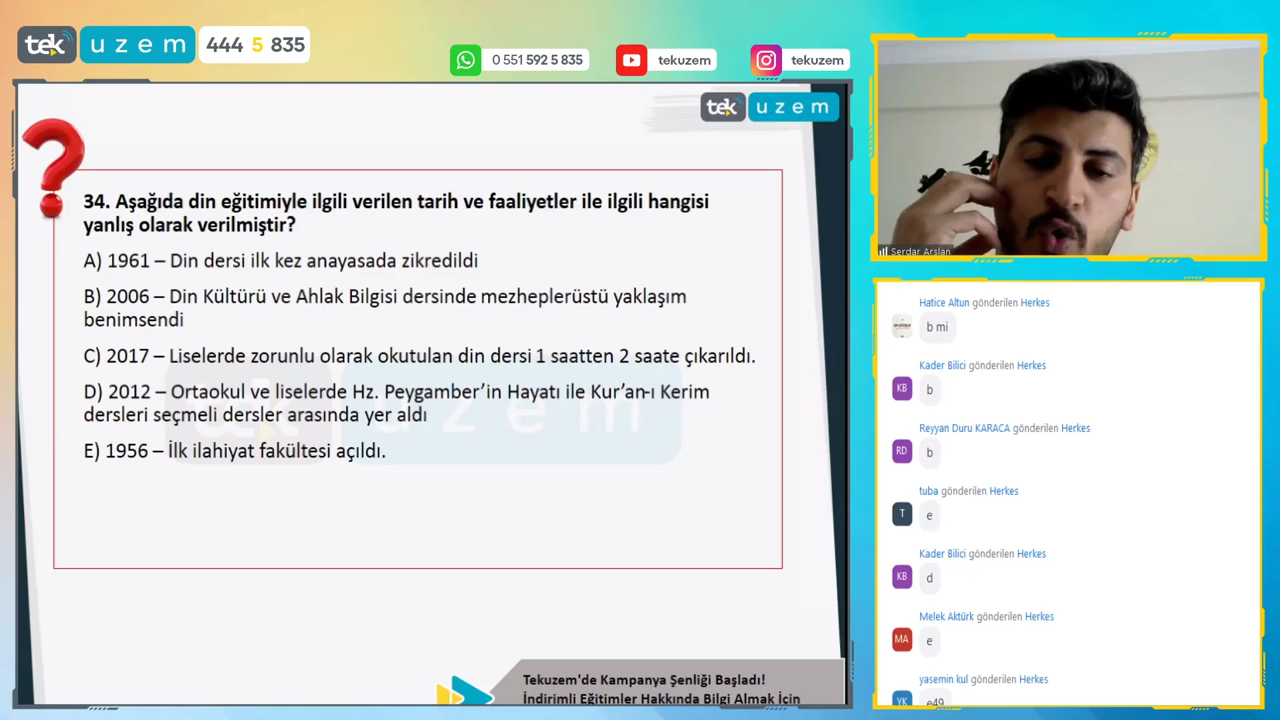 tek uzem 444 5 835
0 551 592 5 835 tekuzem tekuzem
tek uzem
34. Aşağıda din eğitimiyle ilgili verilen tarih ve faaliyetler ile ilgili hangisi
yanlış olarak verilmiştir?
A) 1961 – Din dersi ilk kez anayasada zikredildi
B) 2006 – Din Kültürü ve Ahlak Bilgisi dersinde mezheplerüstü yaklaşım
benimsendi
C) 2017 – Liselerde zorunlu olarak okutulan din dersi 1 saatten 2 saate çıkarıldı.
D) 2012 – Ortaokul ve liselerde Hz. Peygamber’in Hayatı ile Kur’an-ı Kerim
dersleri seçmeli dersler arasında yer aldı
E) 1956 – İlk ilahiyat fakültesi açıldı.
tek uzem
Tekuzem'de Kampanya Şenliği Başladı!
İndirimli Eğitimler Hakkında Bilgi Almak İçin
Serdar Arslan
Hatice Altun gönderilen Herkes
b mi
Kader Bilici gönderilen Herkes
KB b
Reyyan Duru KARACA gönderilen Herkes
RD b
tuba gönderilen Herkes
T e
Kader Bilici gönderilen Herkes
KB d
Melek Aktürk gönderilen Herkes
MA e
yasemin kul gönderilen Herkes
YK e49